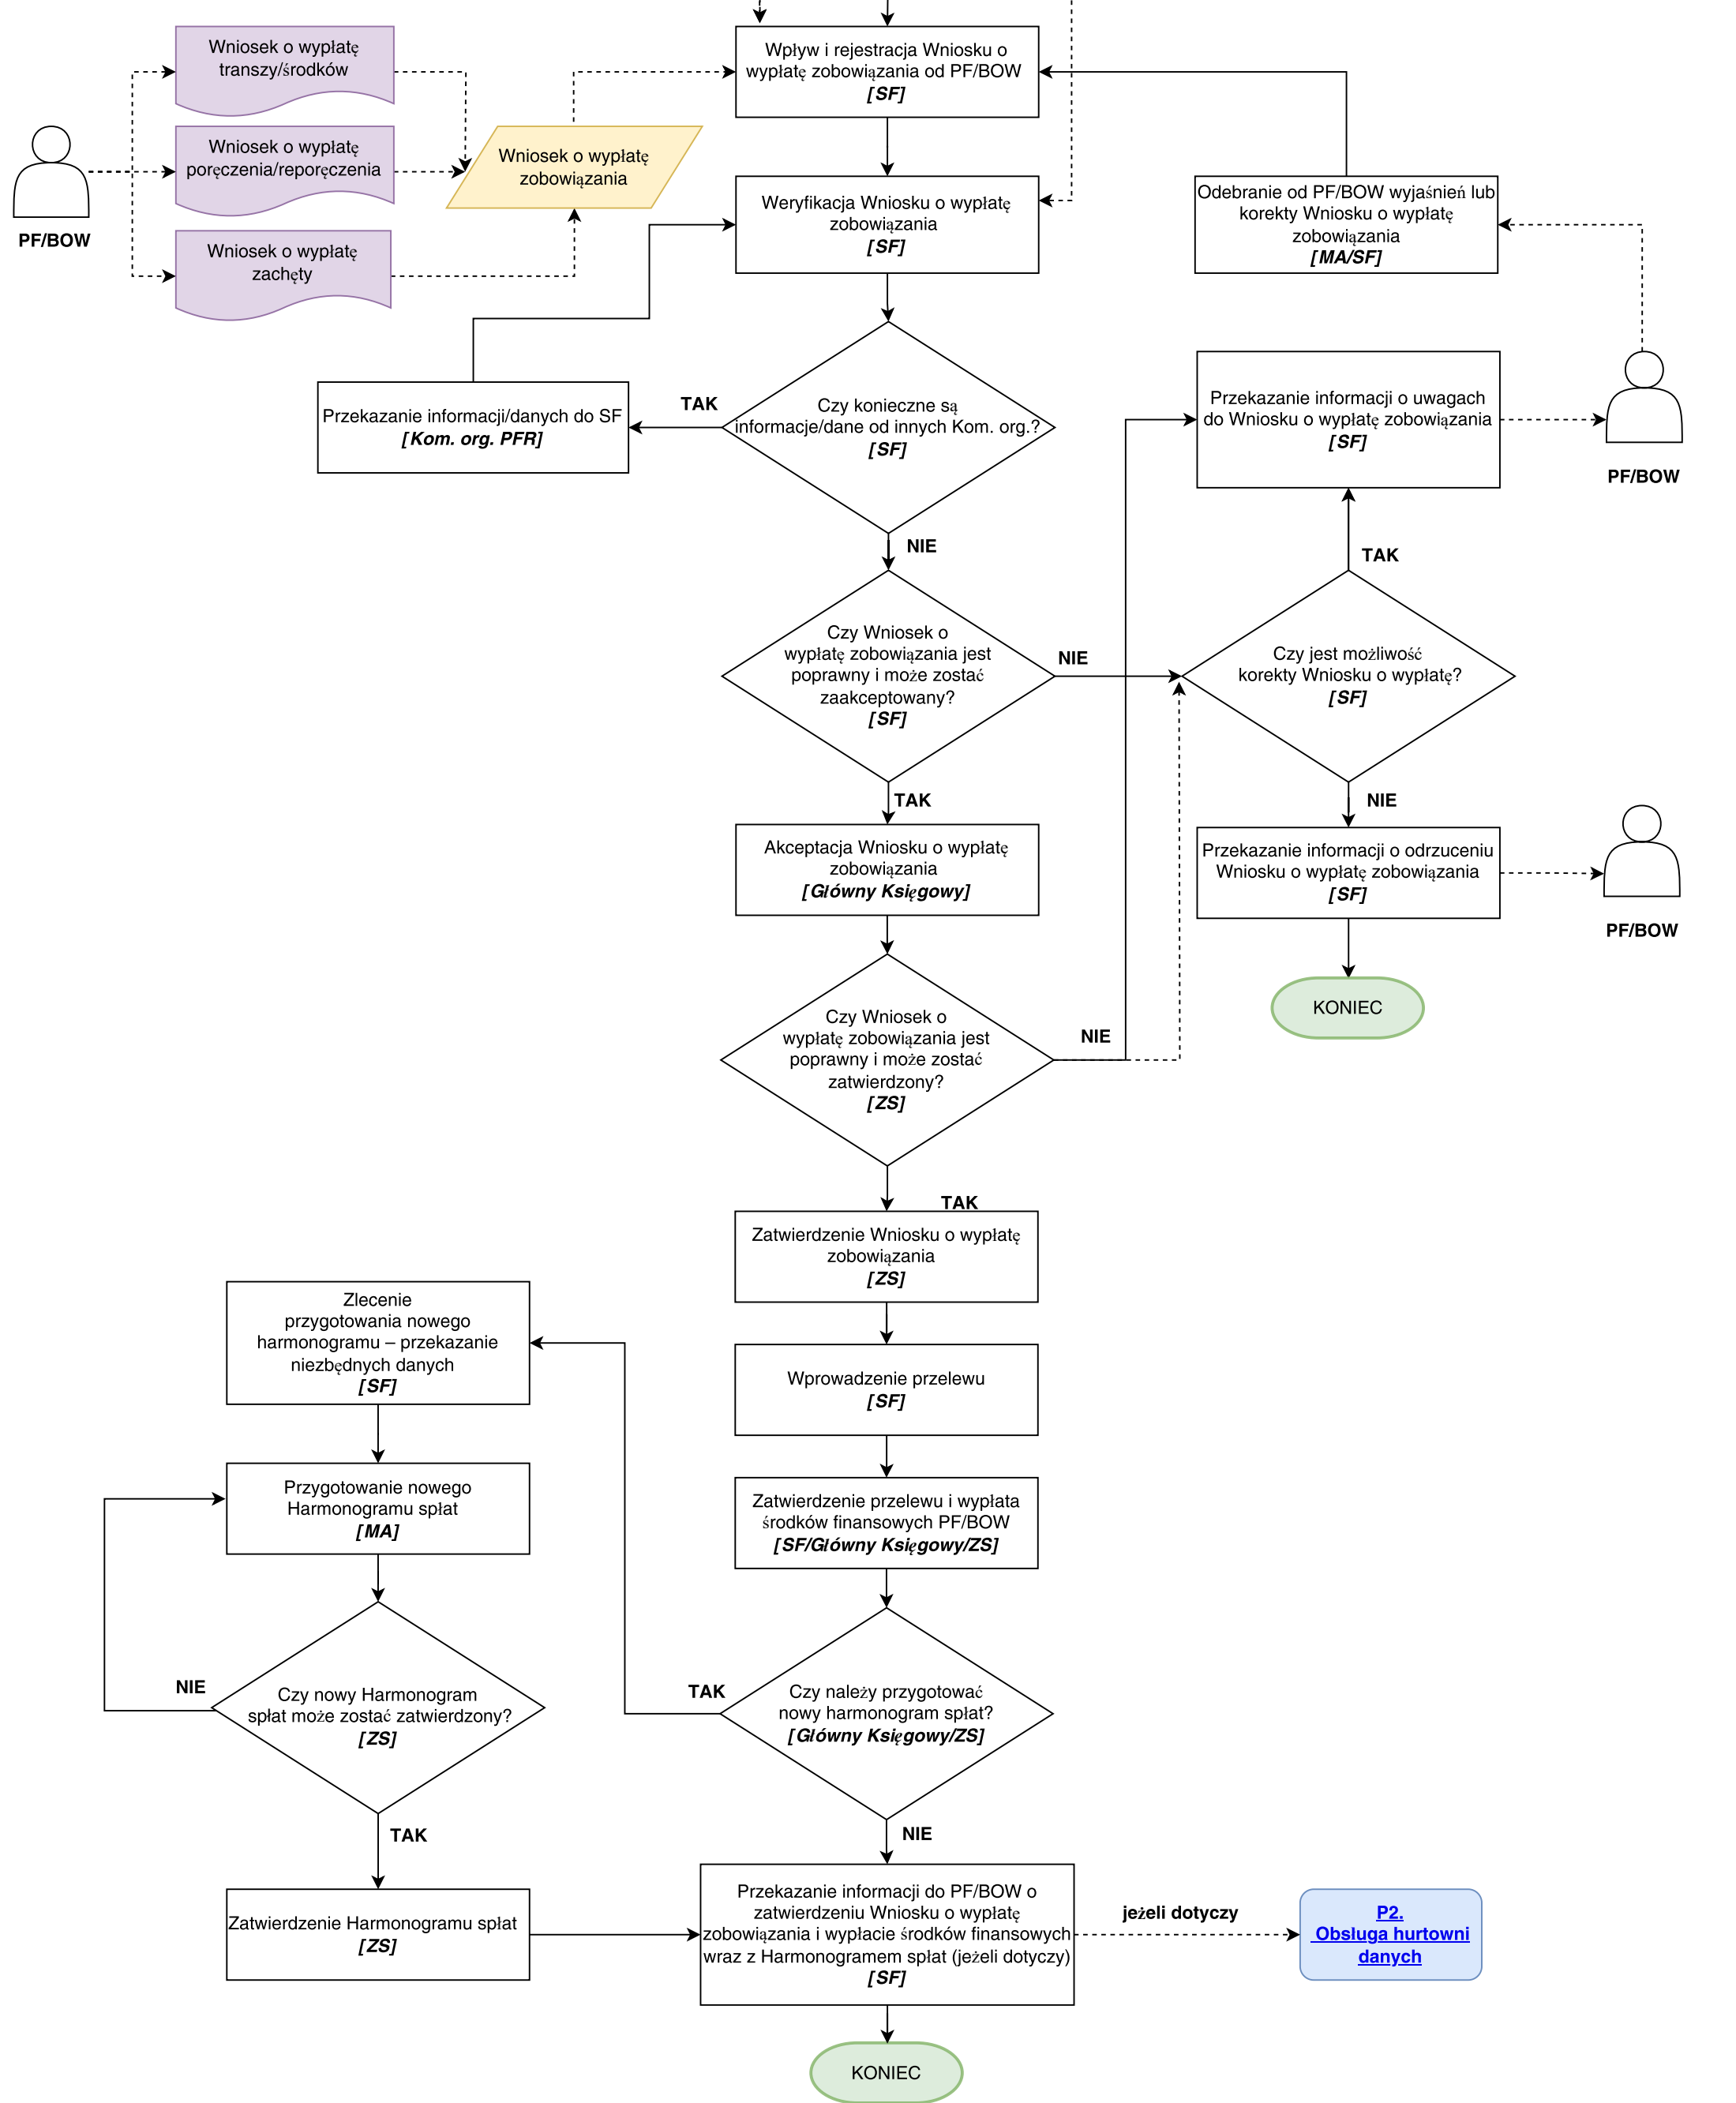 Wniosek o wypłatę
transzy/środków
Wpływ i rejestracja Wniosku o
wypłatę zobowiązania od PF/BOW
[SF]
Wniosek o wypłatę
poręczenia/reporęczenia
Wniosek o wypłatę
zobowiązania
PF/BOW
Wniosek o wypłatę
zachęty
Weryfikacja Wniosku o wypłatę
zobowiązania
[SF]
Odebranie od PF/BOW wyjaśnień lub
korekty Wniosku o wypłatę
zobowiązania
[MA/SF]
Przekazanie informacji/danych do SF
[Kom. org. PFR]
TAK
Czy konieczne są
informacje/dane od innych Kom. org.?
[SF]
Przekazanie informacji o uwagach
do Wniosku o wypłatę zobowiązania
[SF]
PF/BOW
NIE
TAK
Czy Wniosek o
wypłatę zobowiązania jest
poprawny i może zostać
zaakceptowany?
[SF]
NIE
Czy jest możliwość
korekty Wniosku o wypłatę?
[SF]
TAK
NIE
Akceptacja Wniosku o wypłatę
zobowiązania
[Główny Księgowy]
Przekazanie informacji o odrzuceniu
Wniosku o wypłatę zobowiązania
[SF]
PF/BOW
KONIEC
Czy Wniosek o
wypłatę zobowiązania jest
poprawny i może zostać
zatwierdzony?
[ZS]
NIE
TAK
Zatwierdzenie Wniosku o wypłatę
zobowiązania
[ZS]
Zlecenie
przygotowania nowego
harmonogramu – przekazanie
niezbędnych danych
[SF]
Wprowadzenie przelewu
[SF]
Przygotowanie nowego
Harmonogramu spłat
[MA]
Zatwierdzenie przelewu i wypłata
środków finansowych PF/BOW
[SF/Główny Księgowy/ZS]
NIE
Czy nowy Harmonogram
spłat może zostać zatwierdzony?
[ZS]
TAK
Czy należy przygotować
nowy harmonogram spłat?
[Główny Księgowy/ZS]
TAK
NIE
Zatwierdzenie Harmonogramu spłat
[ZS]
Przekazanie informacji do PF/BOW o
zatwierdzeniu Wniosku o wypłatę
zobowiązania i wypłacie środków finansowych
wraz z Harmonogramem spłat (jeżeli dotyczy)
[SF]
jeżeli dotyczy
P2.
Obsługa hurtowni
danych
KONIEC